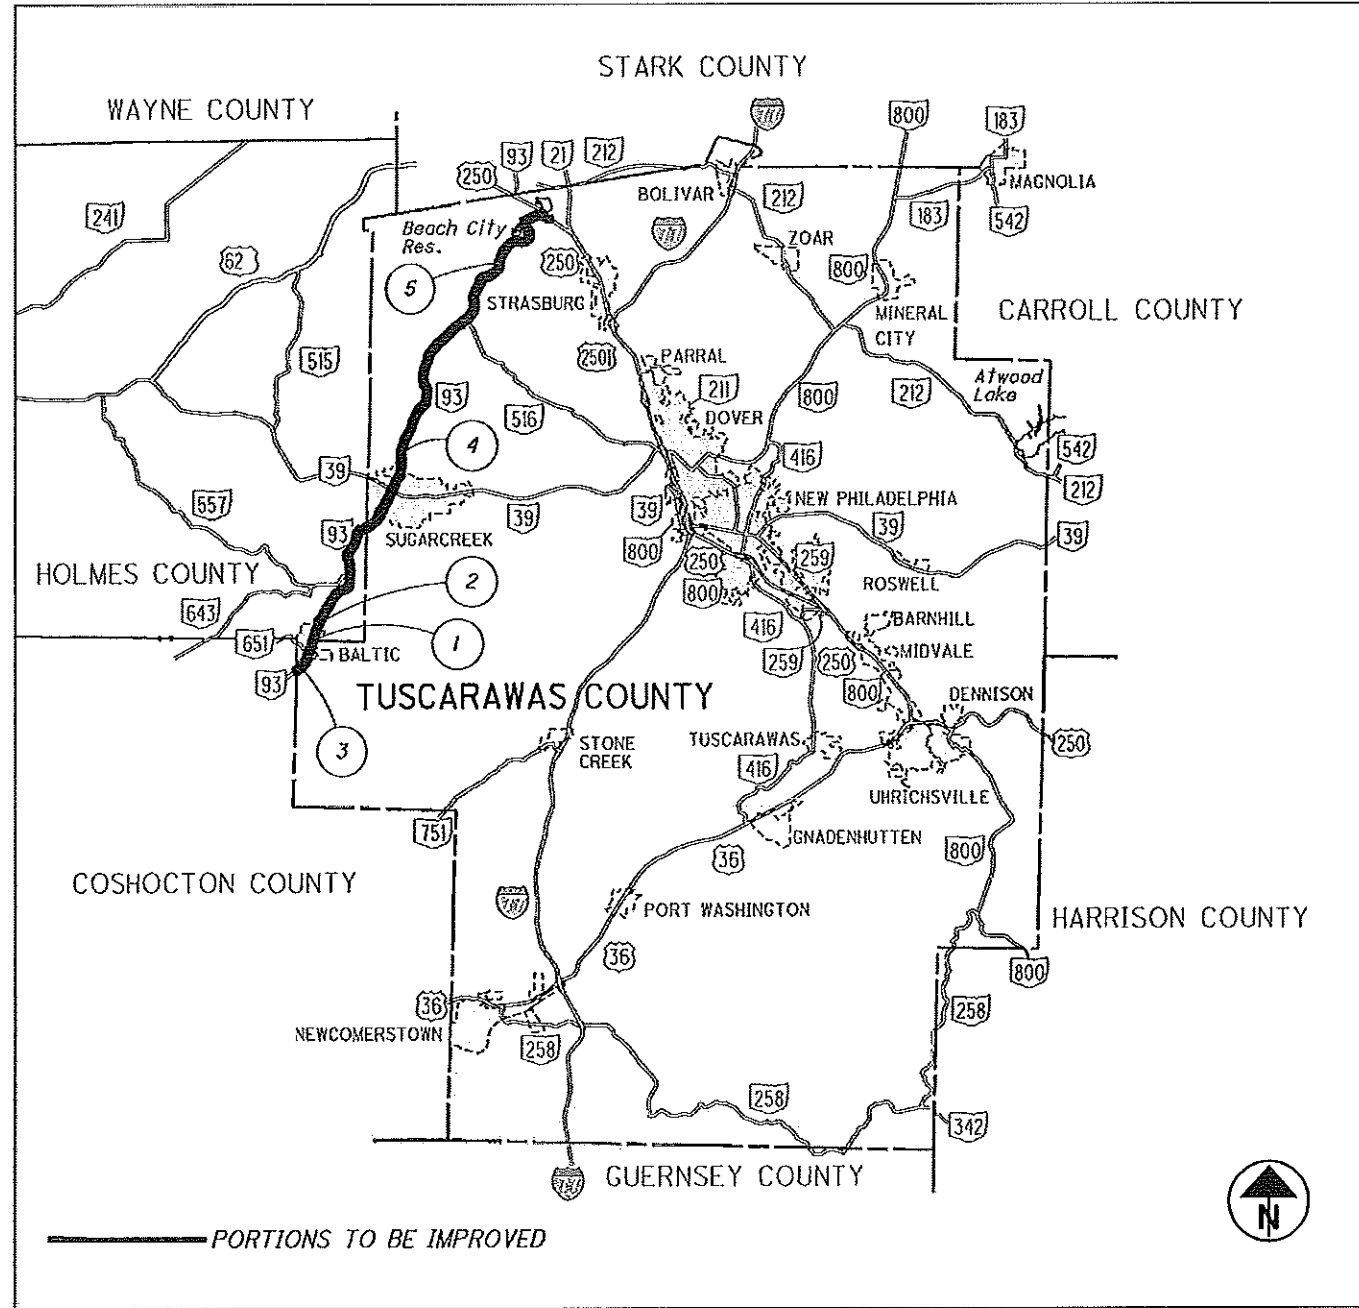 STARK COUNTY
WAYNE COUNTY
800
183
93
21
212
250
MAGNOLIA
BOLIVAR
212
183
542
241
Beach City
Res.
ZOAR
62
250
800
5
STRASBURG
MINERAL
CITY
CARROLL COUNTY
515
2501
PARRAL
Atwood
Lake
211
212
93
800
DOVER
516
4
416
542
39
212
557
NEW PHILADELPHIA
39
39
39
39
93
SUGARCREEK
800
250
259
ROSWELL
HOLMES COUNTY
2
800
643
416
BARNHILL
651
1
BALTIC
259
250
MIDVALE
93
800
TUSCARAWAS COUNTY
DENNISON
3
STONE
CREEK
TUSCARAWAS
250
416
UHRICHSVILLE
751
GNADENHUTTEN
800
36
COSHOCTON COUNTY
PORT WASHINGTON
HARRISON COUNTY
36
800
36
258
NEWCOMERSTOWN
258
258
342
GUERNSEY COUNTY
N
PORTIONS TO BE IMPROVED